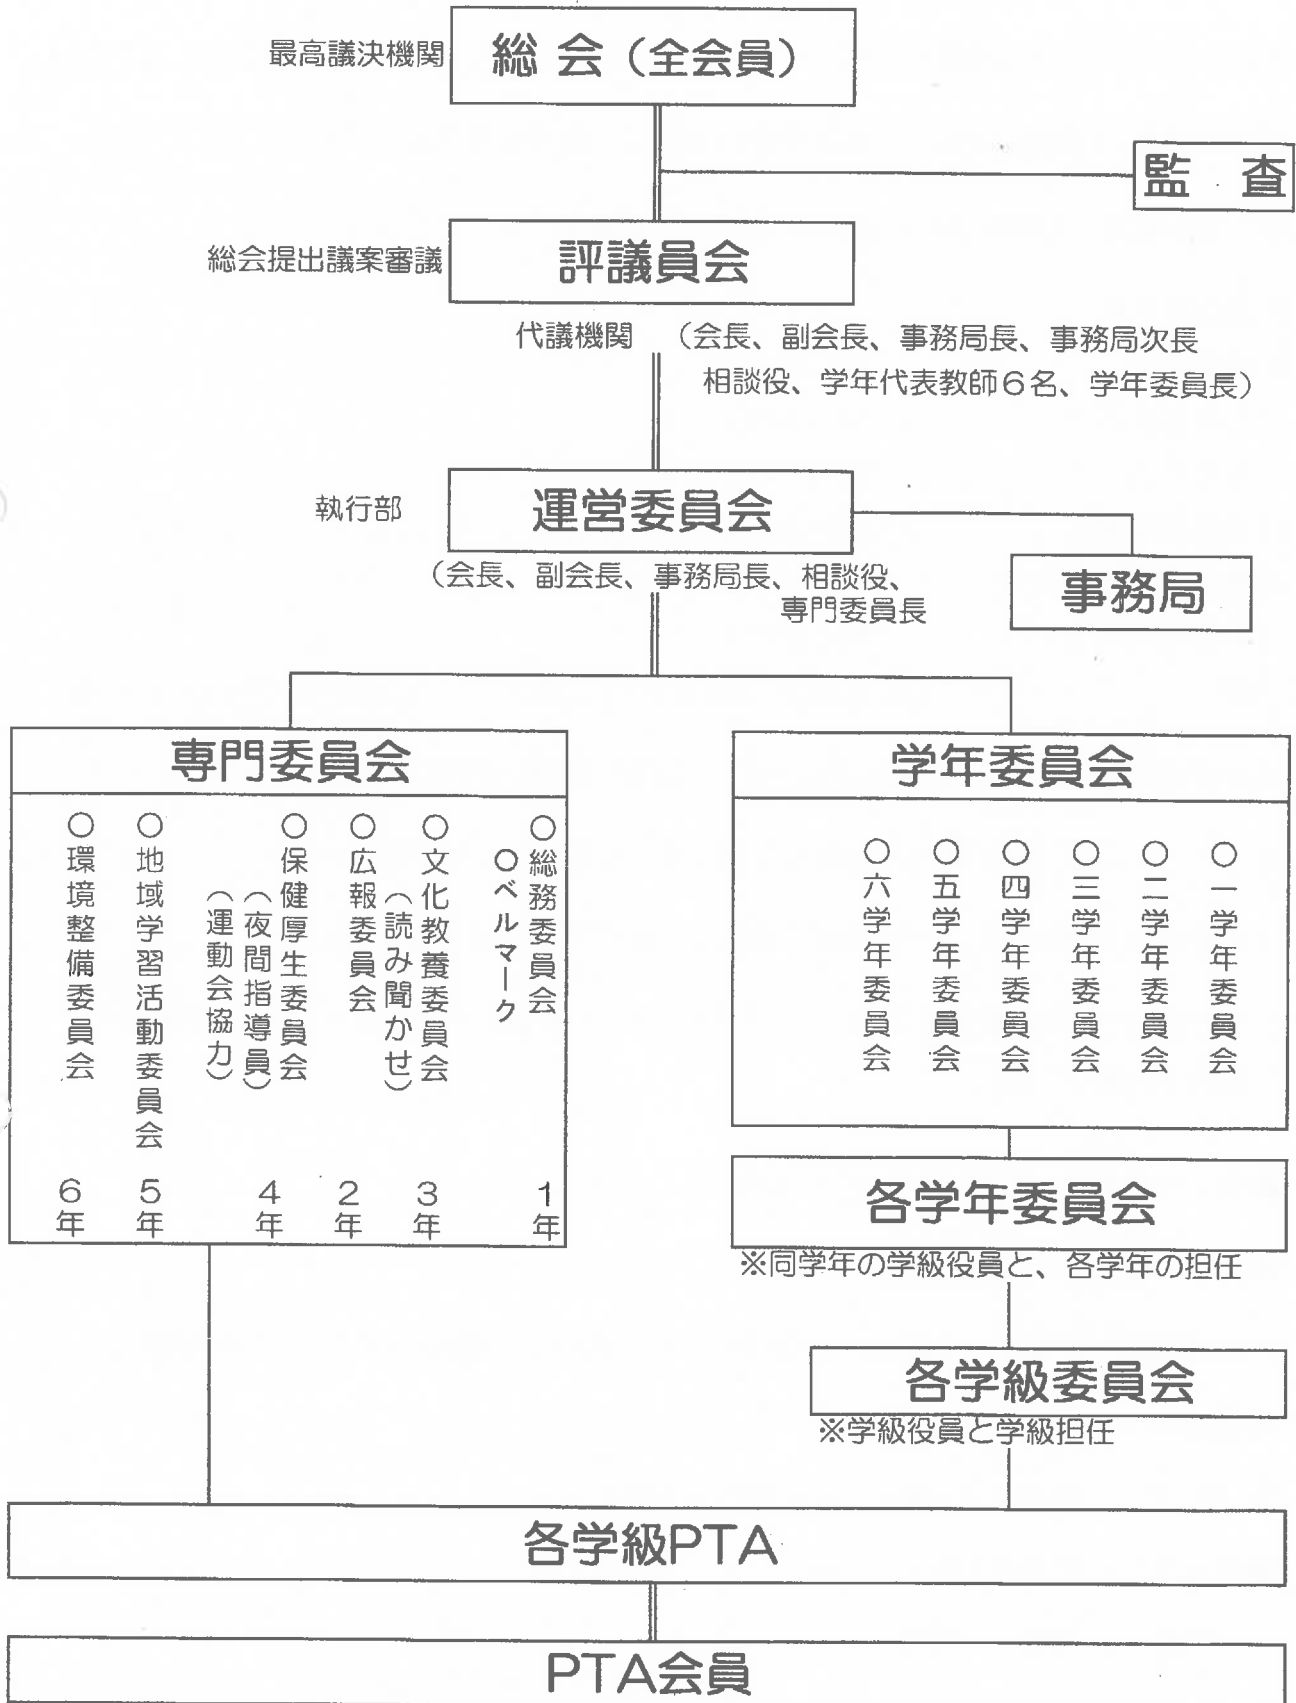 最高議決機関
総 会（全会員）
監 査
総会提出議案審議
評議員会
代議機関 （会長、副会長、事務局長、事務局次長
相談役、学年代表教師６名、学年委員長）
執行部
運営委員会
（会長、副会長、事務局長、相談役、
専門委員長
事務局
専門委員会
○総務委員会
○ベルマーク
1年
○文化教養委員会
（読み聞かせ）
3年
○広報委員会
2年
○保健厚生委員会
（夜間指導員）
（運動会協力）
4年
○地域学習活動委員会
5年
○環境整備委員会
6年
学年委員会
○一学年委員会
○二学年委員会
○三学年委員会
○四学年委員会
○五学年委員会
○六学年委員会
各学年委員会
※同学年の学級役員と、各学年の担任
各学級委員会
※学級役員と学級担任
各学級PTA
PTA会員